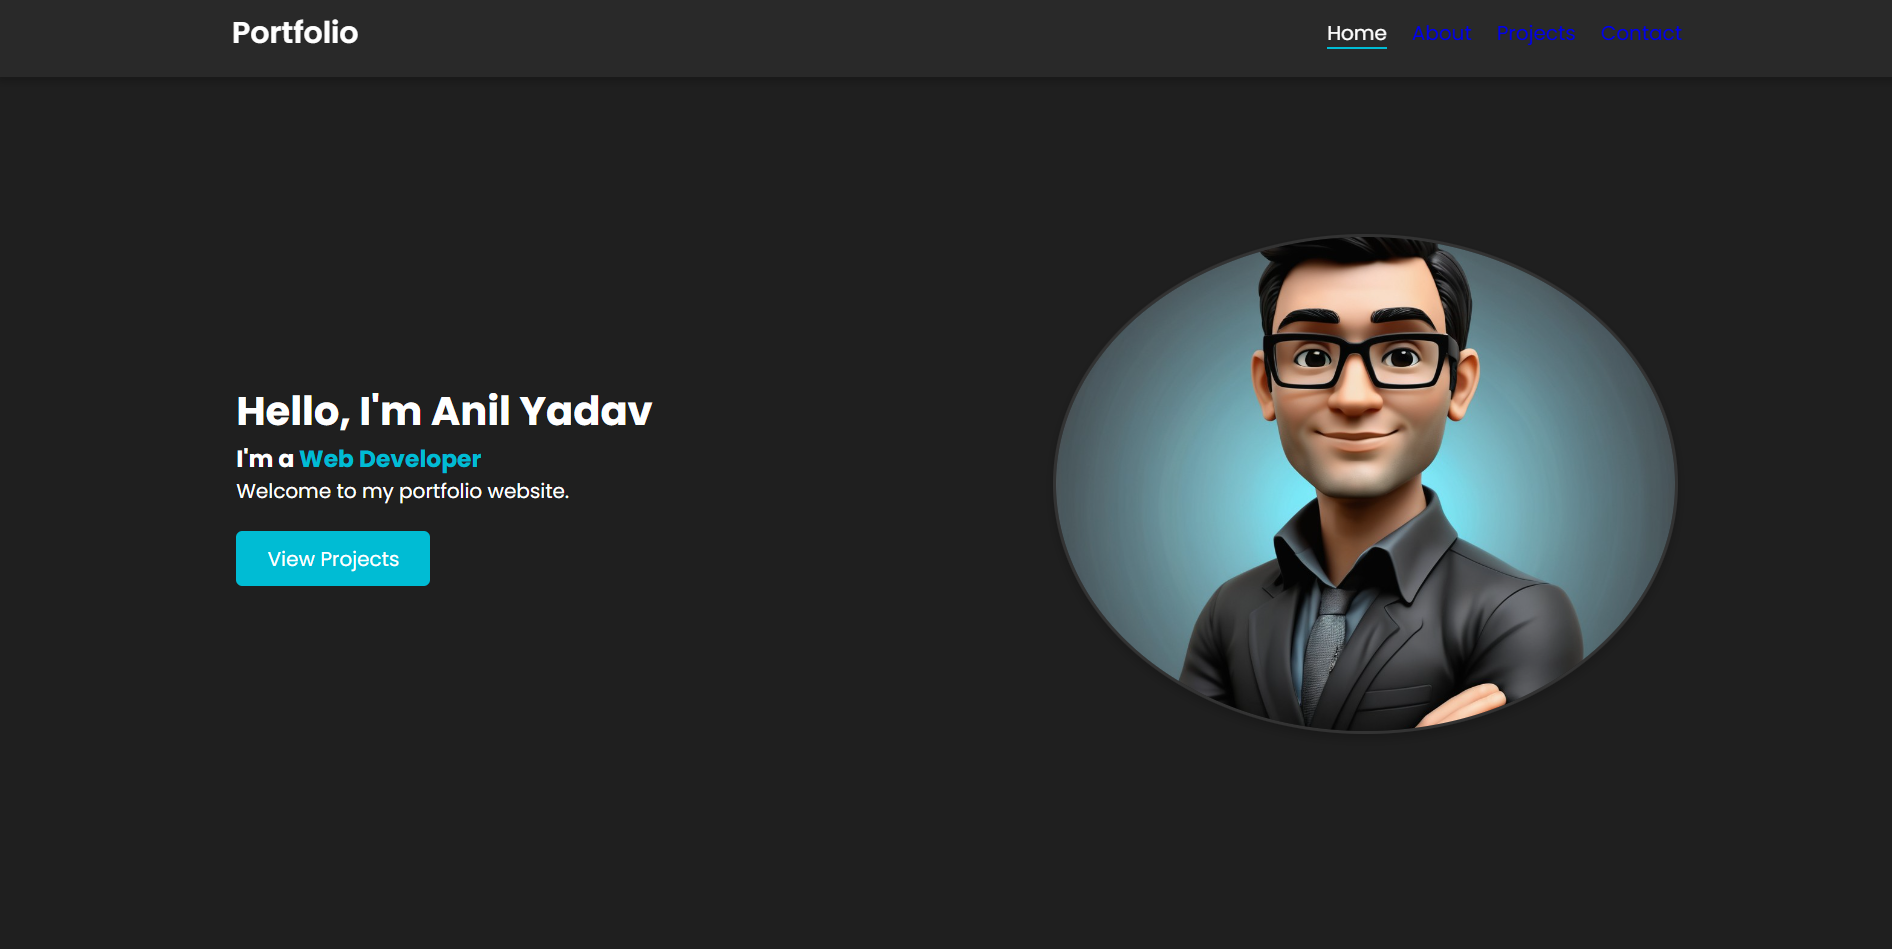 Portfolio
Home About Projects Contact
Hello, I'm Anil Yadav
I'm a Web Developer
Welcome to my portfolio website.
View Projects